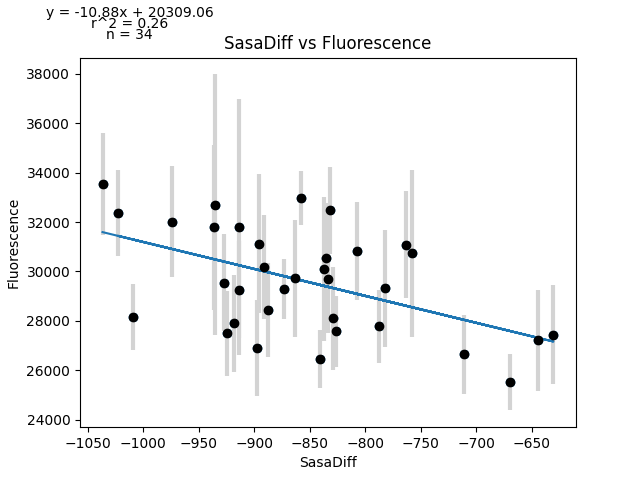 y = -10.88x + 20309.06
r^2 = 0.26
n = 34
SasaDiff vs Fluorescence
38000
36000
34000
32000
30000
28000
26000
24000
Fluorescence
−1050 −1000 −950 −900 −850 −800 −750 −700 −650
SasaDiff